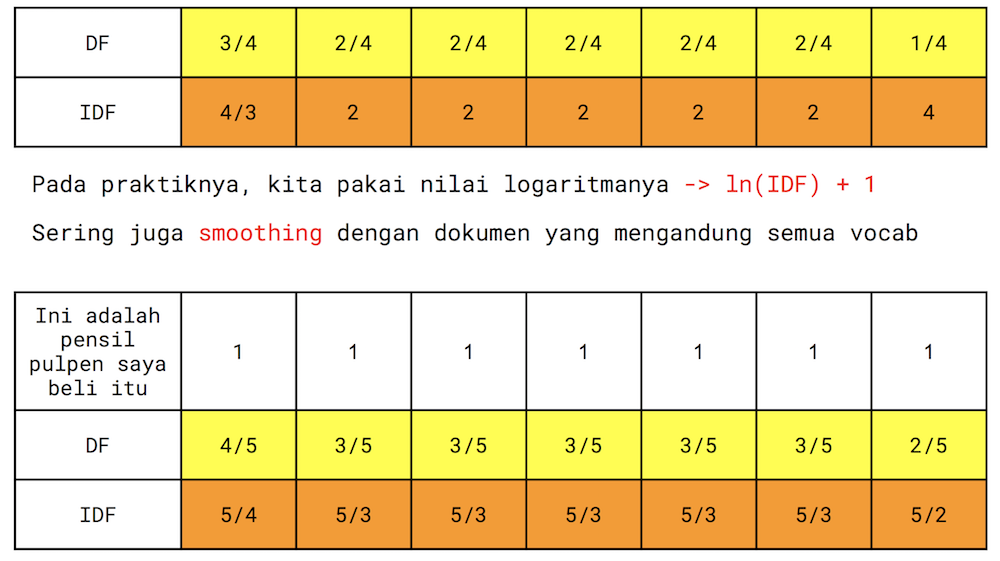 DF 3/4 2/4 2/4 2/4 2/4 2/4 1/4
IDF 4/3 2 2 2 2 2 4
Pada praktiknya, kita pakai nilai logaritmanya -> ln(IDF) + 1
Sering juga smoothing dengan dokumen yang mengandung semua vocab
Ini adalah
pensil
pulpen saya
beli itu
1 1 1 1 1 1 1
DF 4/5 3/5 3/5 3/5 3/5 3/5 2/5
IDF 5/4 5/3 5/3 5/3 5/3 5/3 5/2